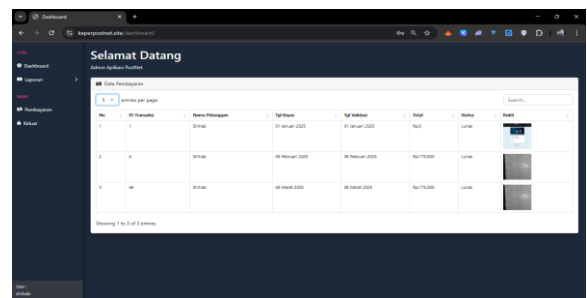 Dashboard
keperpostnet.site/dashboard/
CORE
Dashboard
Laporan
MENU
Pembayaran
Keluar
Selamat Datang
Admin Aplikasi PostNet
Data Pembayaran
5 entries per page
Search...
No ID Transaksi Nama Pelanggan Tgl Bayar Tgl Validasi Total Status Bukti
1 1 Shihab 01 Januari 2025 01 Januari 2025 Rp.0 Lunas
2 4 Shihab 06 Februari 2025 06 Februari 2025 Rp.175,000 Lunas
3 46 Shihab 06 Maret 2025 06 Maret 2025 Rp.175,000 Lunas
Showing 1 to 3 of 3 entries
User :
shihab